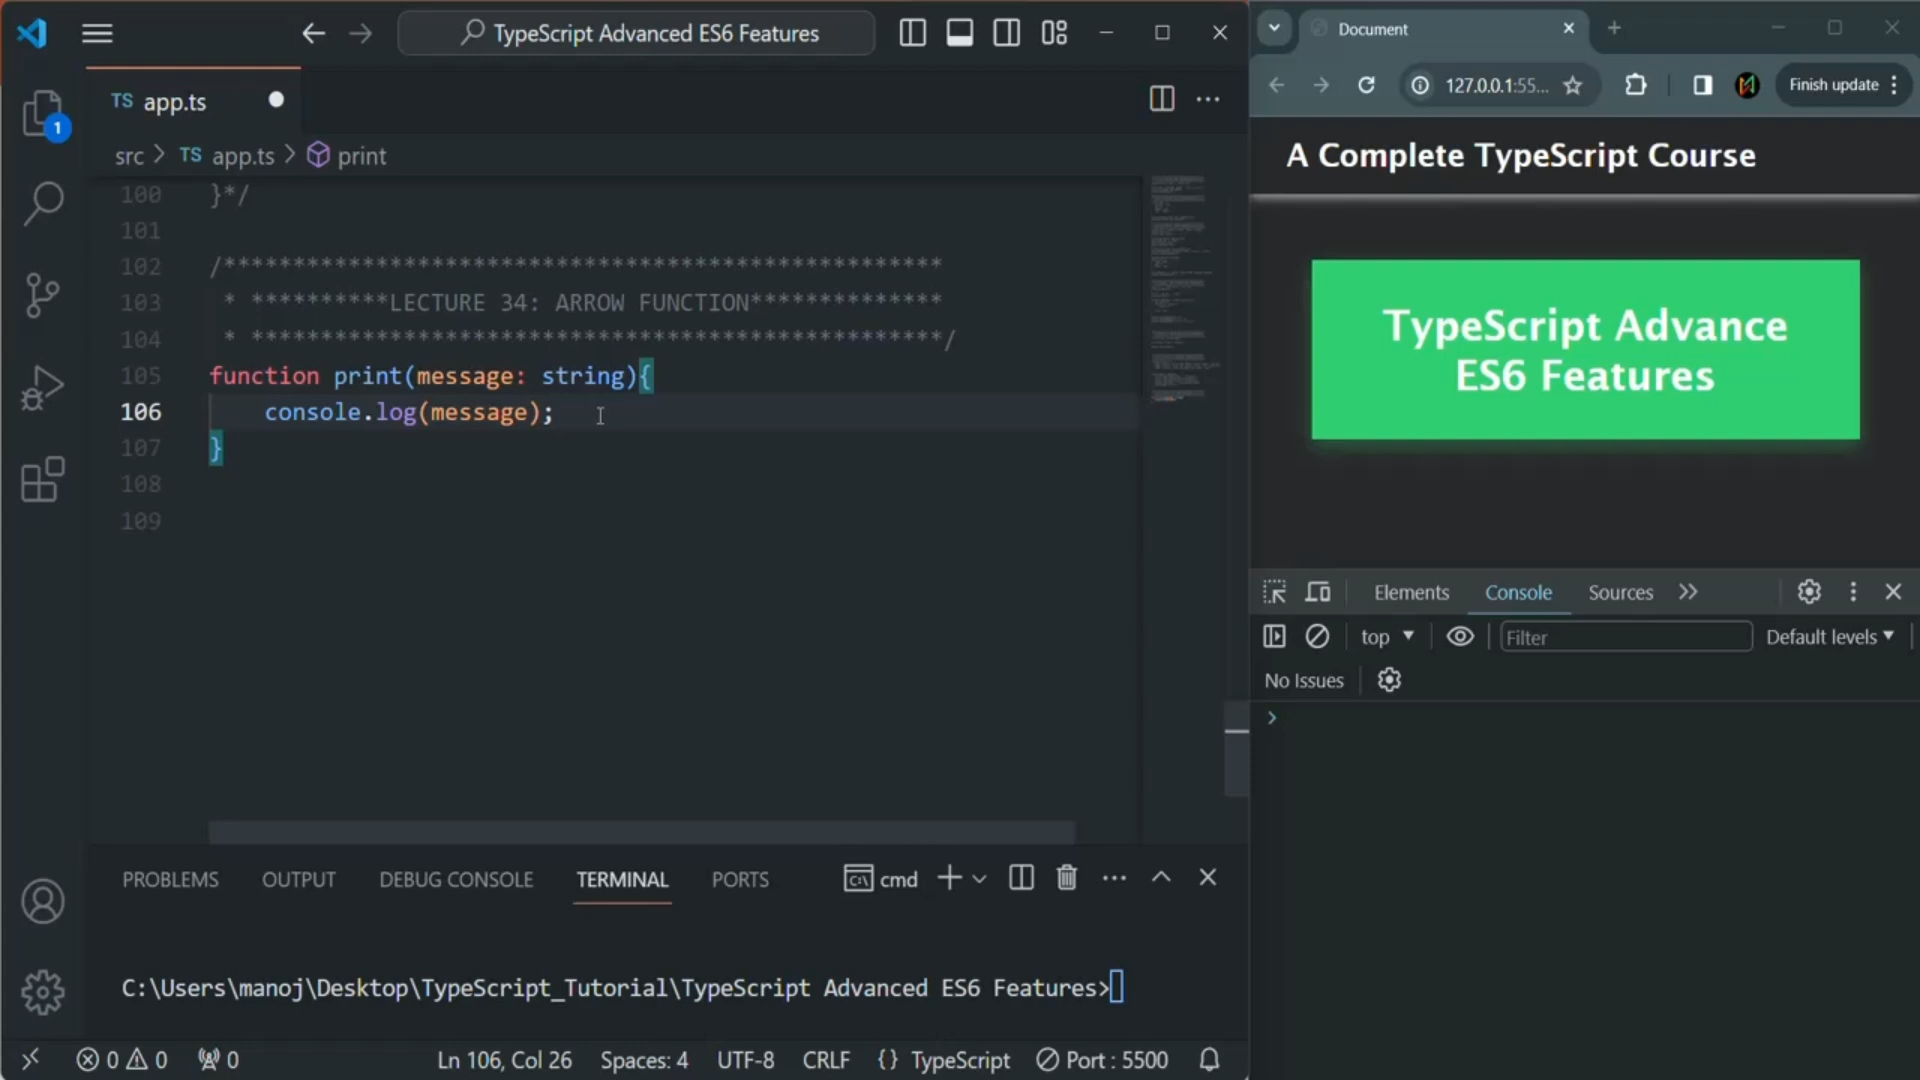 TypeScript Advanced ES6 Features
TS app.ts
src > TS app.ts > print
1
100 }*/
101
102 /****************************************************
103 * **********LECTURE 34: ARROW FUNCTION**************
104 * **************************************************/
105 function print(message: string){
106 console.log(message);
107 }
108
109
PROBLEMS OUTPUT DEBUG CONSOLE TERMINAL PORTS cmd
C:\Users\manoj\Desktop\TypeScript_Tutorial\TypeScript Advanced ES6 Features>
0 0 0 Ln 106, Col 26 Spaces: 4 UTF-8 CRLF {} TypeScript Port : 5500
Document
127.0.0.1:55... Finish update
A Complete TypeScript Course
TypeScript Advance
ES6 Features
Elements Console Sources
top Filter Default levels
No Issues
>